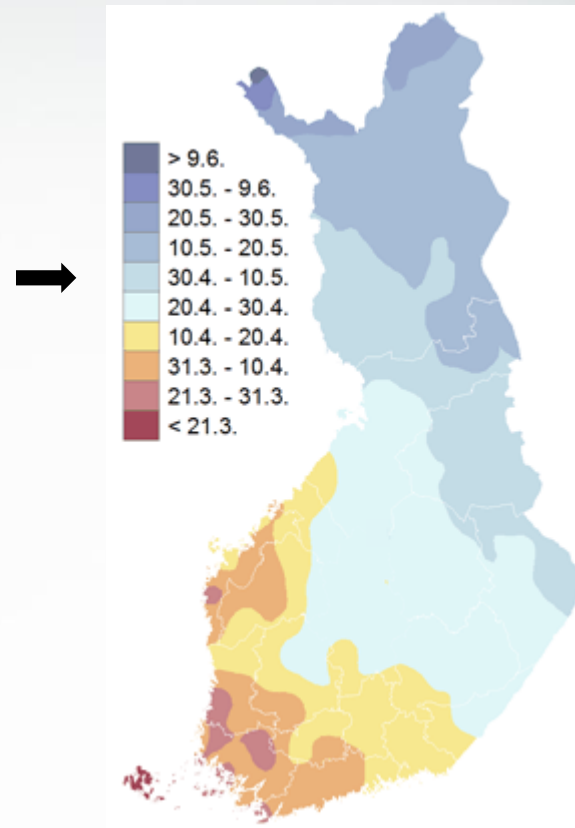 > 9.6.
30.5. - 9.6.
20.5. - 30.5.
10.5. - 20.5.
30.4. - 10.5.
20.4. - 30.4.
10.4. - 20.4.
31.3. - 10.4.
21.3. - 31.3.
< 21.3.